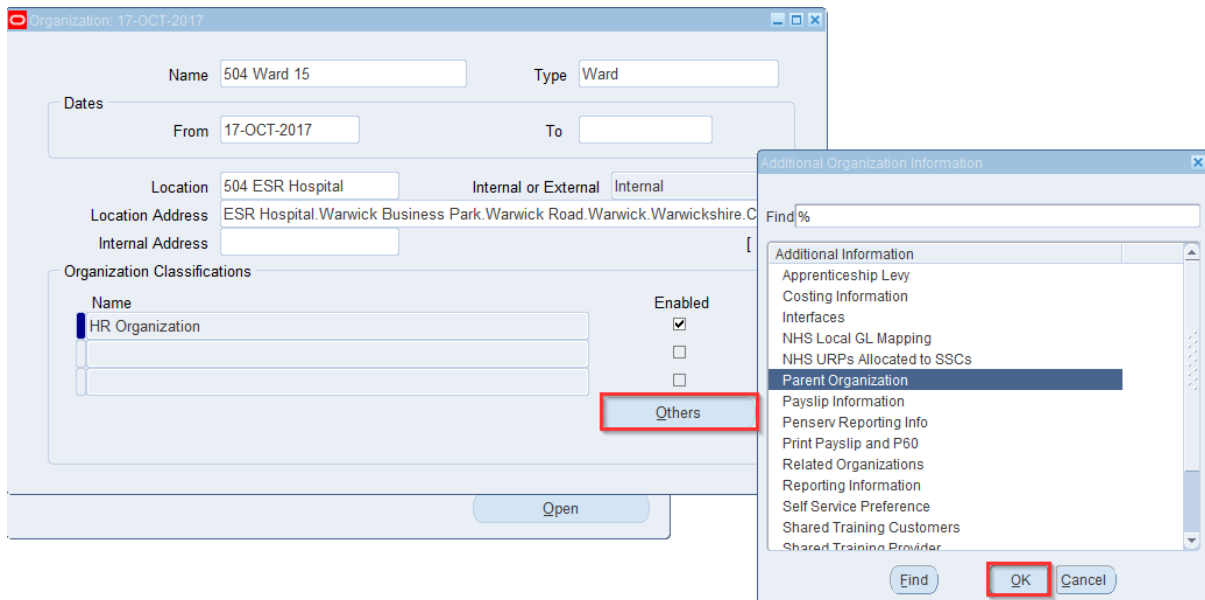 Organization: 17-OCT-2017
Name 504 Ward 15 Type Ward
Dates
From 17-OCT-2017 To
Location 504 ESR Hospital Internal or External Internal
Location Address ESR Hospital.Warwick Business Park.Warwick Road.Warwick.Warwickshire.C
Internal Address [
Organization Classifications
Name Enabled
HR Organization
Others
Open
Additional Organization Information
Find %
Additional Information
Apprenticeship Levy
Costing Information
Interfaces
NHS Local GL Mapping
NHS URPs Allocated to SSCs
Parent Organization
Payslip Information
Penserv Reporting Info
Print Payslip and P60
Related Organizations
Reporting Information
Self Service Preference
Shared Training Customers
Shared Training Provider
Find OK Cancel